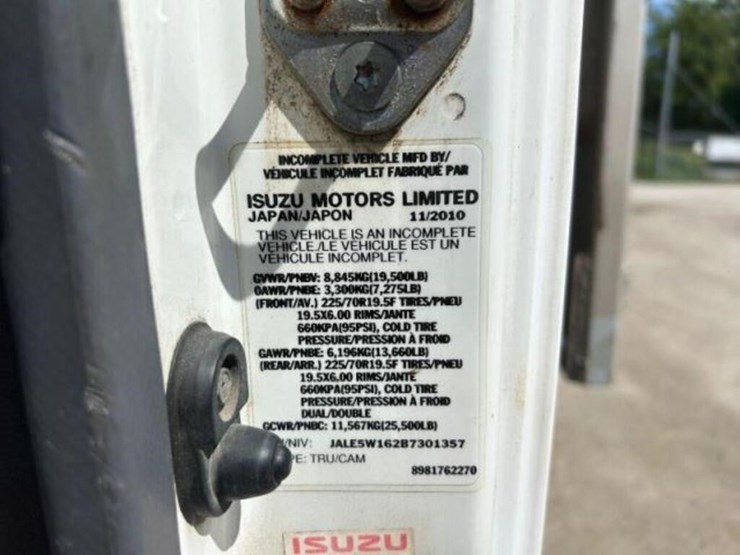 INCOMPLETE VEHICLE MFD BY/
VÉHICULE INCOMPLET FABRIQUÉ PAR
ISUZU MOTORS LIMITED
JAPAN/JAPON 11/2010
THIS VEHICLE IS AN INCOMPLETE
VEHICLE./LE VÉHICULE EST UN
VÉHICULE INCOMPLET.
GVWR/PNBV: 8,845KG(19,500LB)
GAWR/PNBE: 3,300KG(7,275LB)
(FRONT/AV.) 225/70R19.5F TIRES/PNEU
19.5X6.00 RIMS/JANTE
660KPA(95PSI), COLD TIRE
PRESSURE/PRESSION À FROID
GAWR/PNBE: 6,196KG(13,660LB)
(REAR/ARR.) 225/70R19.5F TIRES/PNEU
19.5X6.00 RIMS/JANTE
660KPA(95PSI), COLD TIRE
PRESSURE/PRESSION À FROID
DUAL/DOUBLE
GCWR/PNBC: 11,567KG(25,500LB)
/NIV: JALE5W162B7301357
PE: TRU/CAM
8981762270
ISUZU